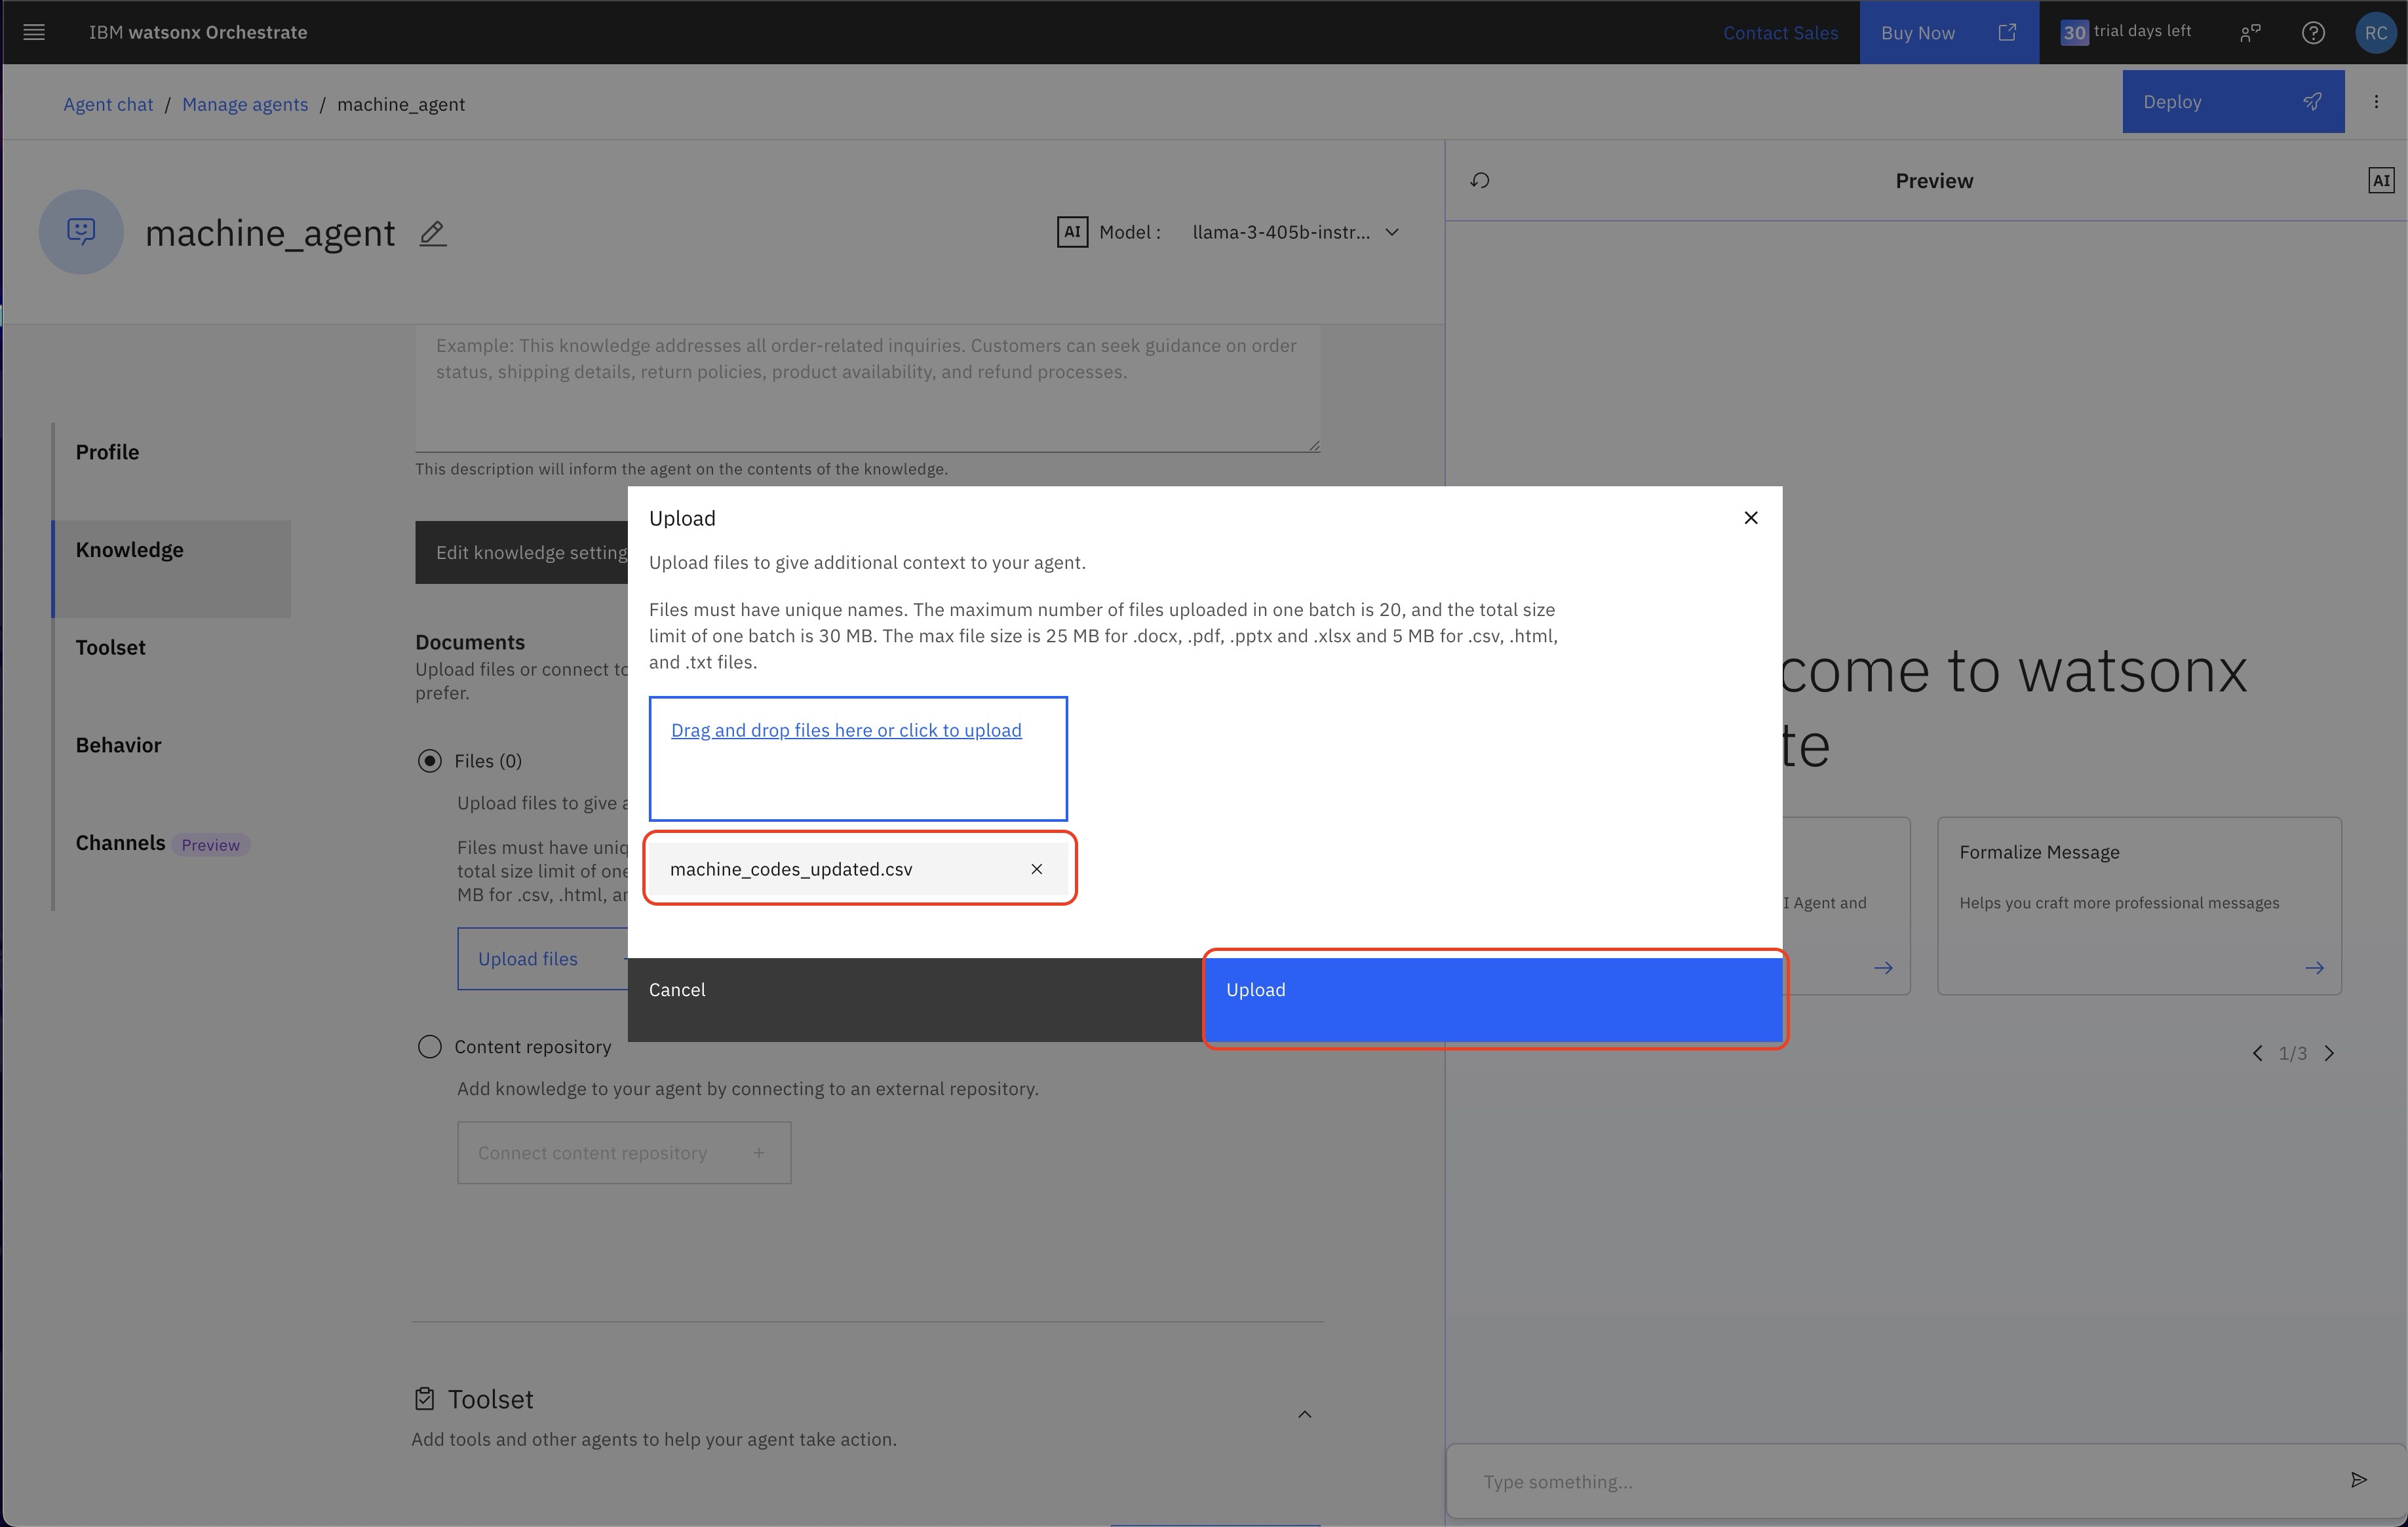 IBM watsonx Orchestrate
Contact Sales
Buy Now
30 trial days left
RC
Agent chat / Manage agents / machine_agent
Deploy
machine_agent
AI Model : llama-3-405b-instr...
Preview
AI
Example: This knowledge addresses all order-related inquiries. Customers can seek guidance on order
status, shipping details, return policies, product availability, and refund processes.
This description will inform the agent on the contents of the knowledge.
Profile
Knowledge
Toolset
Behavior
Channels Preview
Edit knowledge setting
Documents
Upload files or connect to
prefer.
Files (0)
Upload files to give a
Files must have uniq
total size limit of one
MB for .csv, .html, an
Upload files
Content repository
Add knowledge to your agent by connecting to an external repository.
Connect content repository +
Toolset
Add tools and other agents to help your agent take action.
Upload
Upload files to give additional context to your agent.
Files must have unique names. The maximum number of files uploaded in one batch is 20, and the total size
limit of one batch is 30 MB. The max file size is 25 MB for .docx, .pdf, .pptx and .xlsx and 5 MB for .csv, .html,
and .txt files.
Drag and drop files here or click to upload
machine_codes_updated.csv
Cancel
Upload
come to watsonx
te
I Agent and
Formalize Message
Helps you craft more professional messages
1/3
Type something...